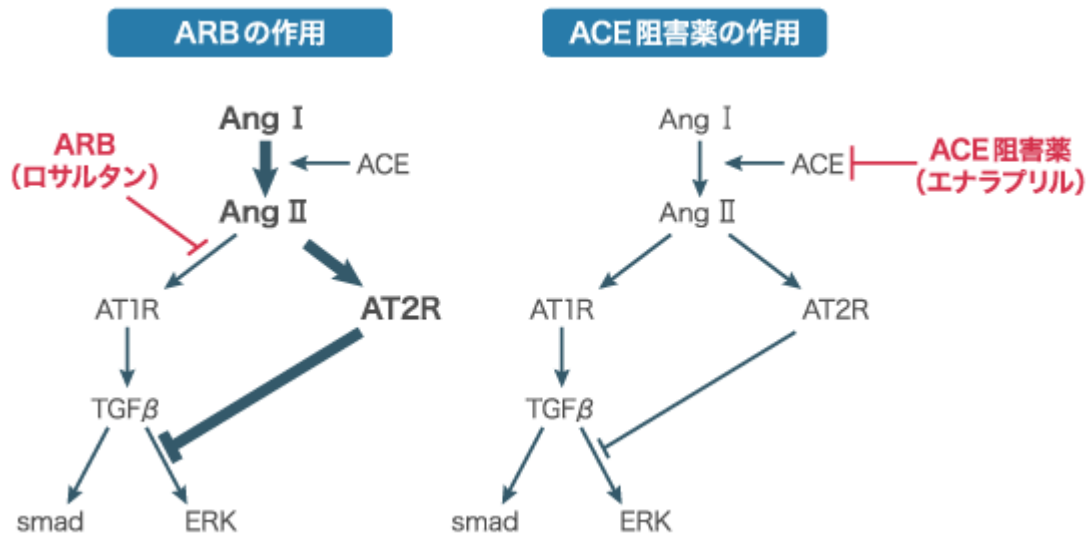 ARBの作用
Ang Ⅰ
ARB
(ロサルタン)
ACE
Ang Ⅱ
AT1R
AT2R
TGFβ
smad
ERK
ACE阻害薬の作用
Ang Ⅰ
ACE
ACE阻害薬
(エナラプリル)
Ang Ⅱ
AT1R
AT2R
TGFβ
smad
ERK